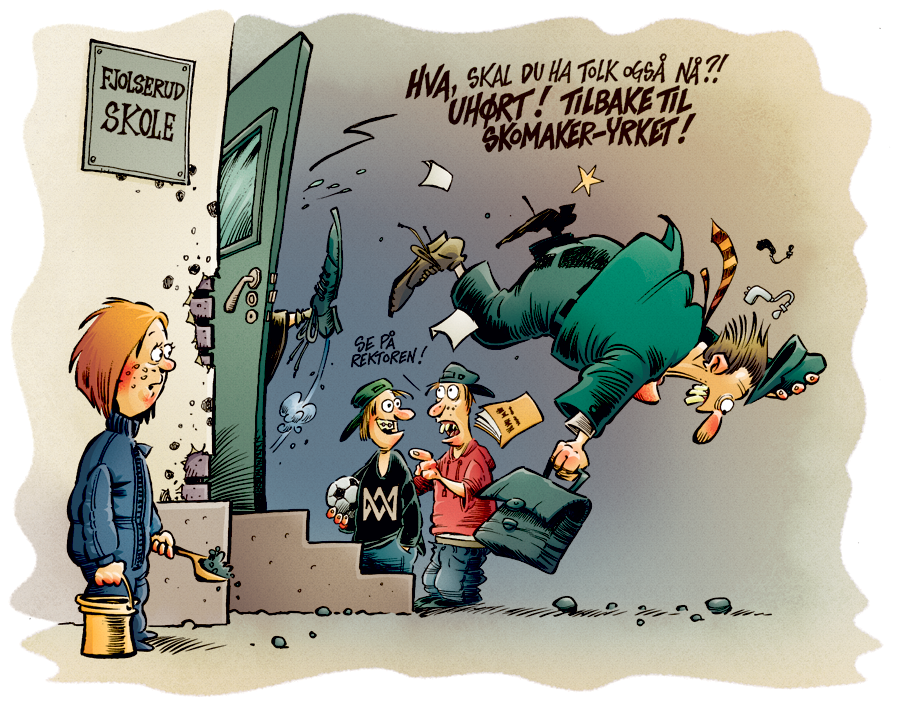 FJOLSERUD
SKOLE
HVA, SKAL DU HA TOLK OGSÅ NÅ?!
UHØRT! TILBAKE TIL
SKOMAKER-YRKET!
SE PÅ
REKTOREN!